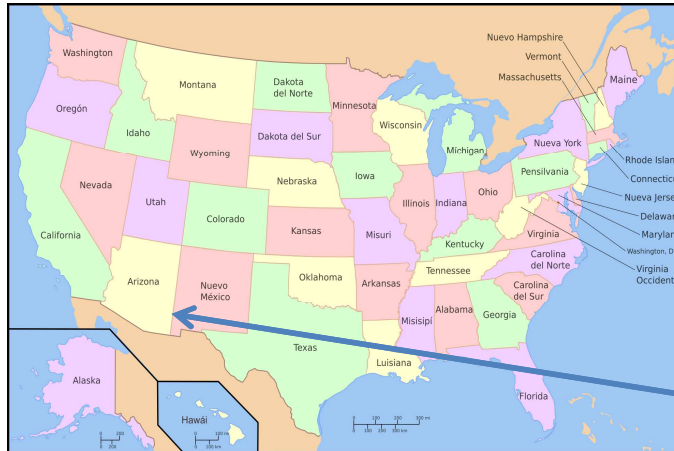 Nuevo Hampshire
Vermont
Massachusetts
Washington
Montana
Dakota
del Norte
Minnesota
Maine
Oregón
Idaho
Wyoming
Dakota del Sur
Wisconsin
Michigan
Nueva York
Rhode Islan
Connecticu
Nueva Jerse
Delawar
Marylan
Washington, D
Virginia
Occident
Nevada
Utah
Colorado
Nebraska
Iowa
Illinois
Indiana
Ohio
Pensilvania
California
Kansas
Misuri
Kentucky
Virginia
Arizona
Nuevo
México
Oklahoma
Arkansas
Tennessee
Carolina
del Norte
Carolina
del Sur
Texas
Luisiana
Misisipí
Alabama
Georgia
Florida
Alaska
Hawái